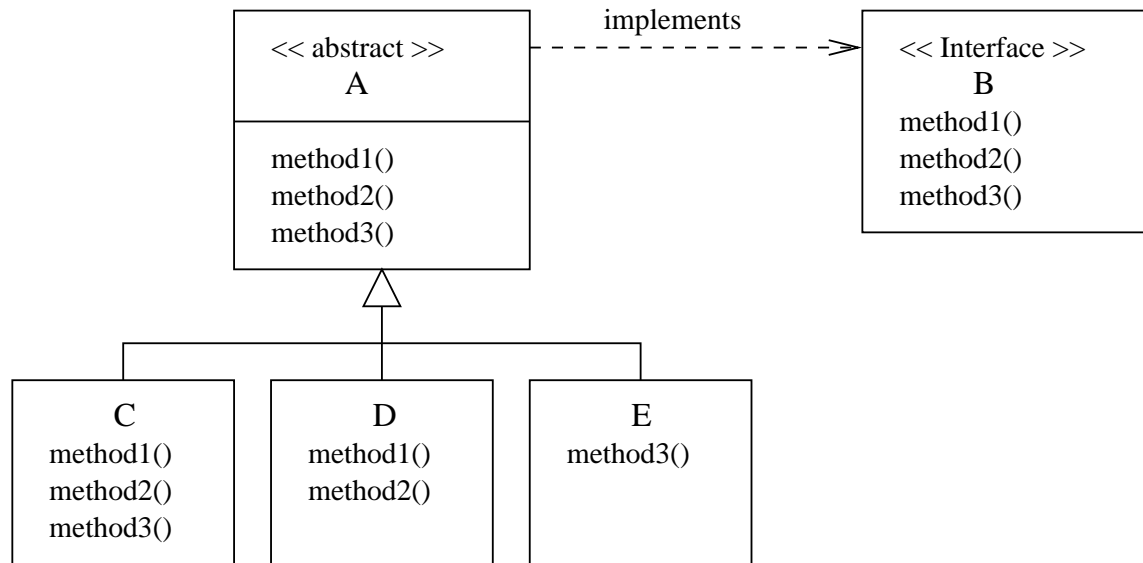 implements
<< abstract >>
A
method1()
method2()
method3()
<< Interface >>
B
method1()
method2()
method3()
C
method1()
method2()
method3()
D
method1()
method2()
E
method3()